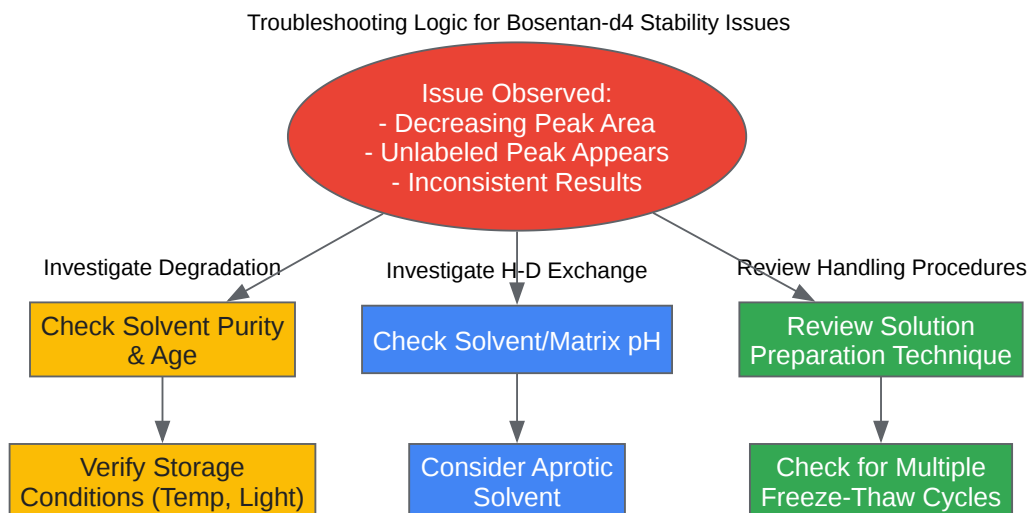 Troubleshooting Logic for Bosentan-d4 Stability Issues
Issue Observed:
- Decreasing Peak Area
- Unlabeled Peak Appears
- Inconsistent Results
Investigate Degradation
Investigate H-D Exchange
Review Handling Procedures
Check Solvent Purity
& Age
Check Solvent/Matrix pH
Review Solution
Preparation Technique
Verify Storage
Conditions (Temp, Light)
Consider Aprotic
Solvent
Check for Multiple
Freeze-Thaw Cycles